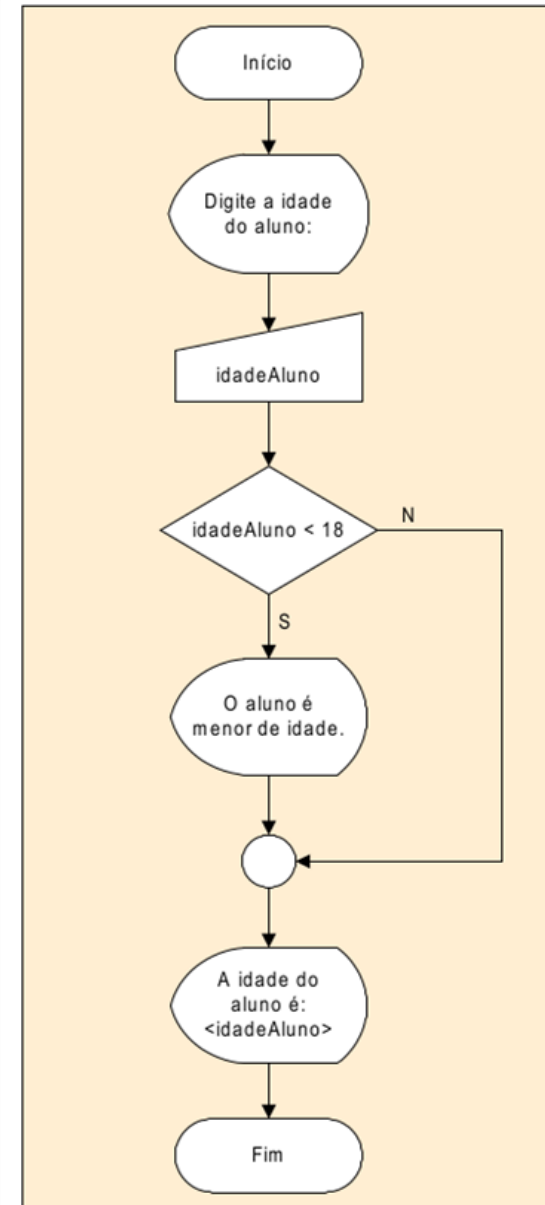 Início
Digite a idade
do aluno:
idadeAluno
idadeAluno < 18
N
S
O aluno é
menor de idade.
A idade do
aluno é:
<idadeAluno>
Fim